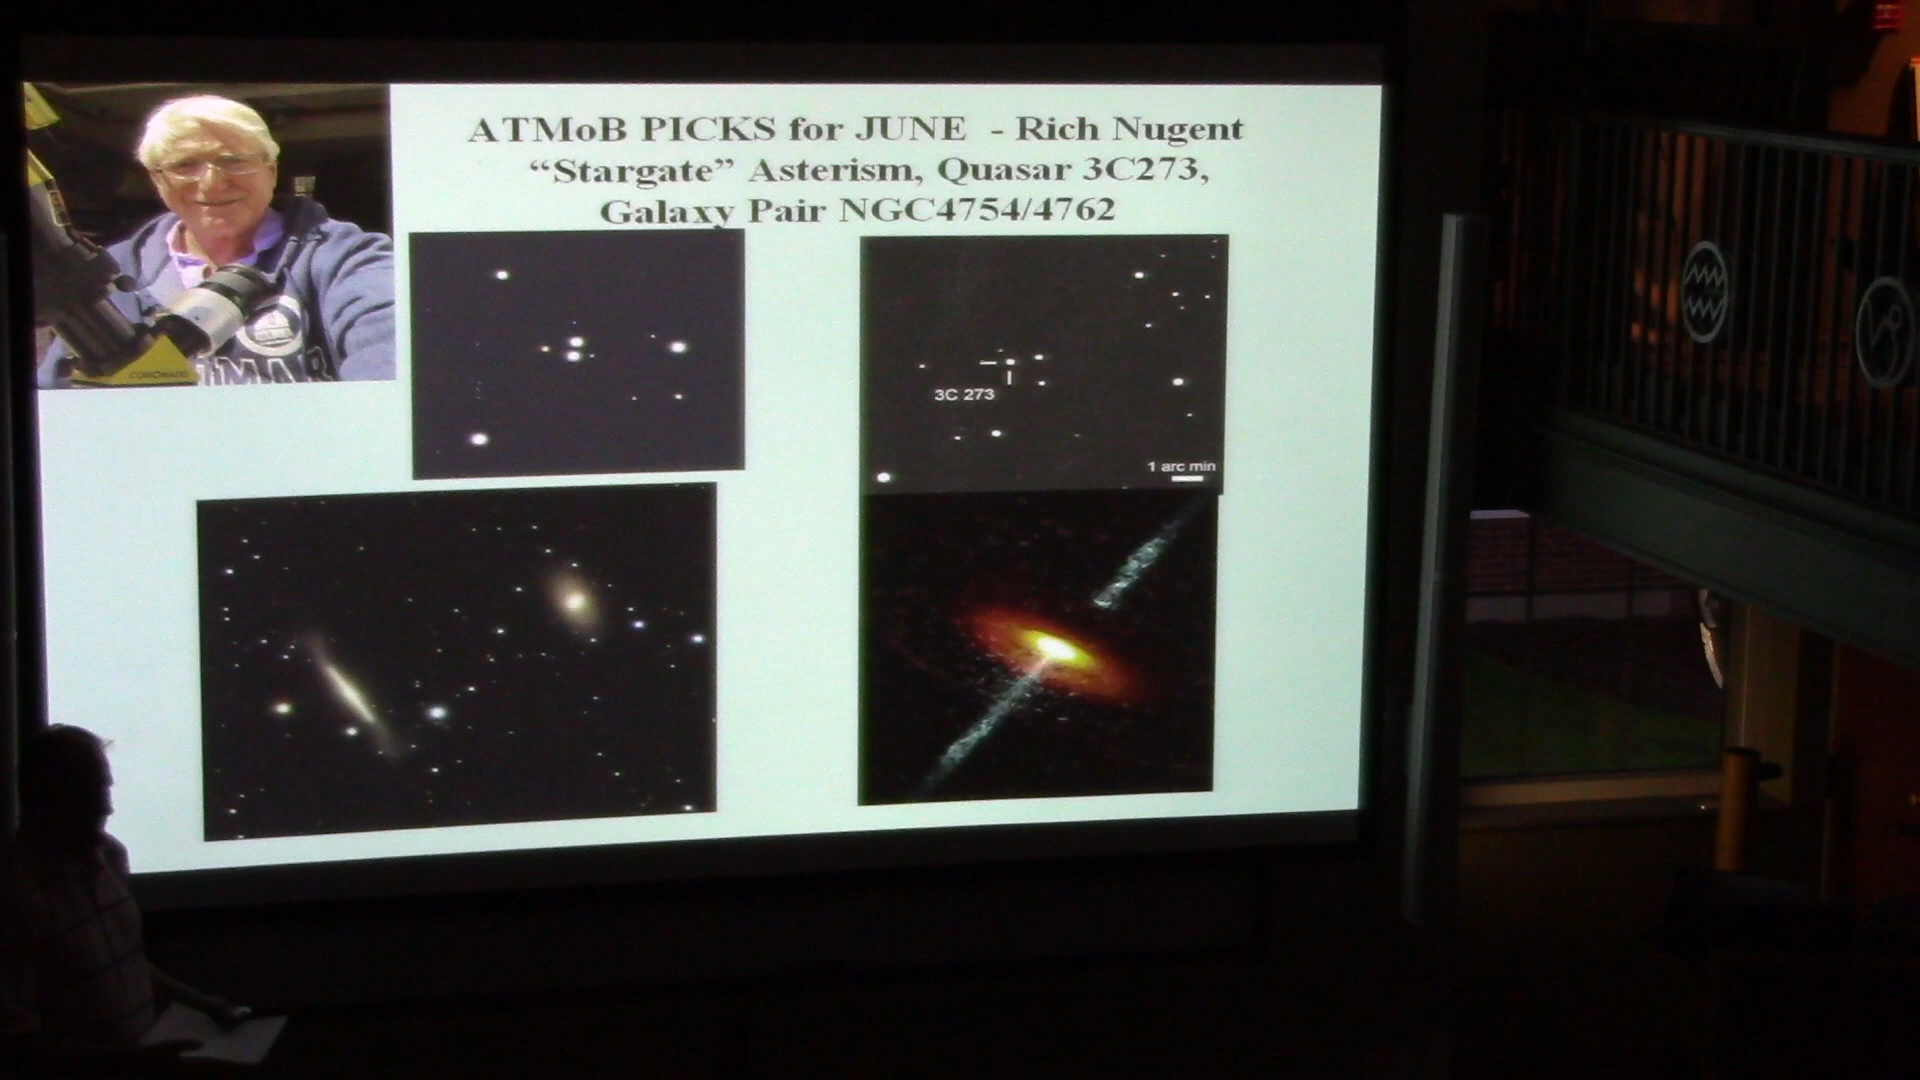 ATMoB PICKS for JUNE - Rich Nugent
“Stargate” Asterism, Quasar 3C273,
Galaxy Pair NGC4754/4762
3C 273
1 arc min
CORONADO